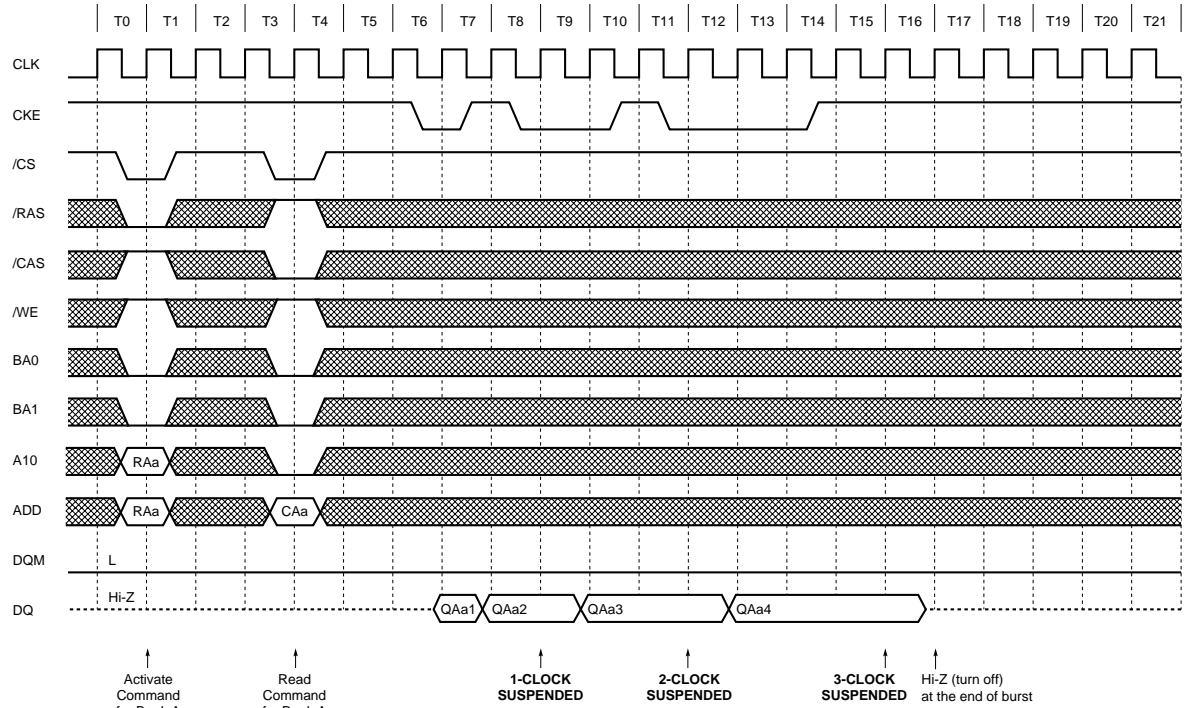 T0 T1 T2 T3 T4 T5 T6 T7 T8 T9 T10 T11 T12 T13 T14 T15 T16 T17 T18 T19 T20 T21
CLK
CKE
/CS
/RAS
/CAS
/WE
BA0
BA1
A10 RAa
ADD RAa CAa
DQM L
DQ Hi-Z QAa1 QAa2 QAa3 QAa4
Activate Read 1-CLOCK 2-CLOCK 3-CLOCK Hi-Z (turn off)
Command Command SUSPENDED SUSPENDED SUSPENDED at the end of burst